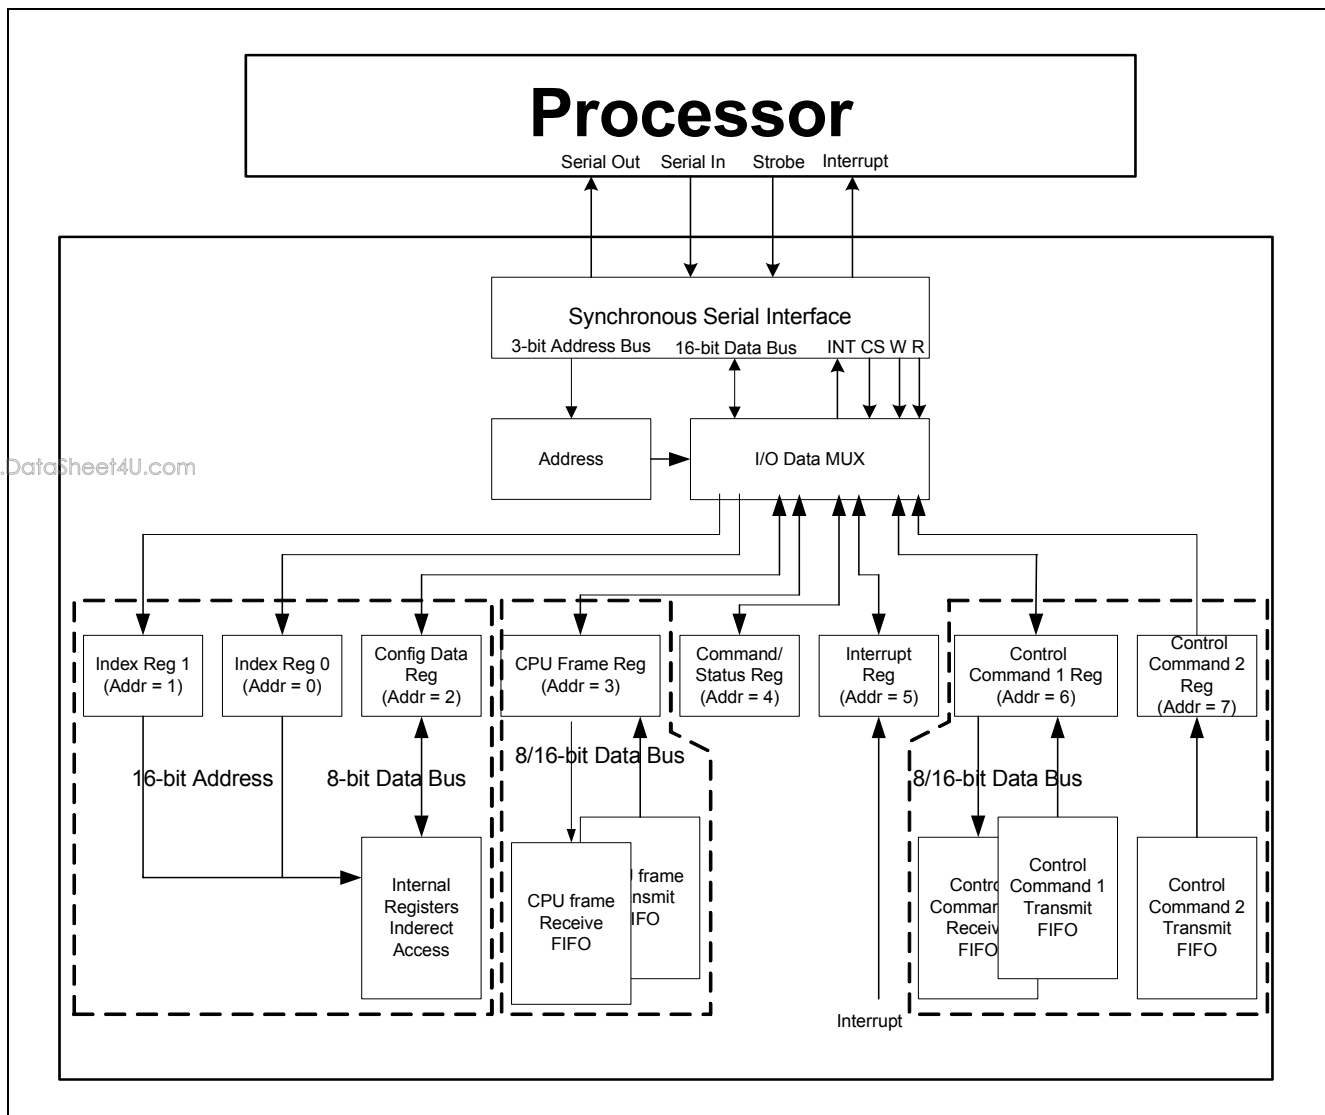 Processor
Serial Out Serial In Strobe Interrupt
Synchronous Serial Interface
3-bit Address Bus 16-bit Data Bus INT CS W R
.DataSheet4U.com
Address
I/O Data MUX
Index Reg 1
(Addr = 1)
Index Reg 0
(Addr = 0)
Config Data
Reg
(Addr = 2)
CPU Frame Reg
(Addr = 3)
Command/
Status Reg
(Addr = 4)
Interrupt
Reg
(Addr = 5)
Control
Command 1 Reg
(Addr = 6)
Control
Command 2
Reg
(Addr = 7)
16-bit Address
8-bit Data Bus
8/16-bit Data Bus
8/16-bit Data Bus
Internal
Registers
Inderect
Access
CPU frame
Receive
FIFO
frame
FIFO
Command
FIFO
Control
Command 1
Transmit
FIFO
Control
Command 2
Transmit
FIFO
Interrupt